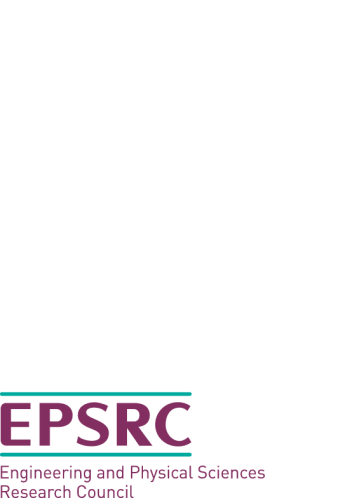 EPSRC
Engineering and Physical Sciences
Research Council